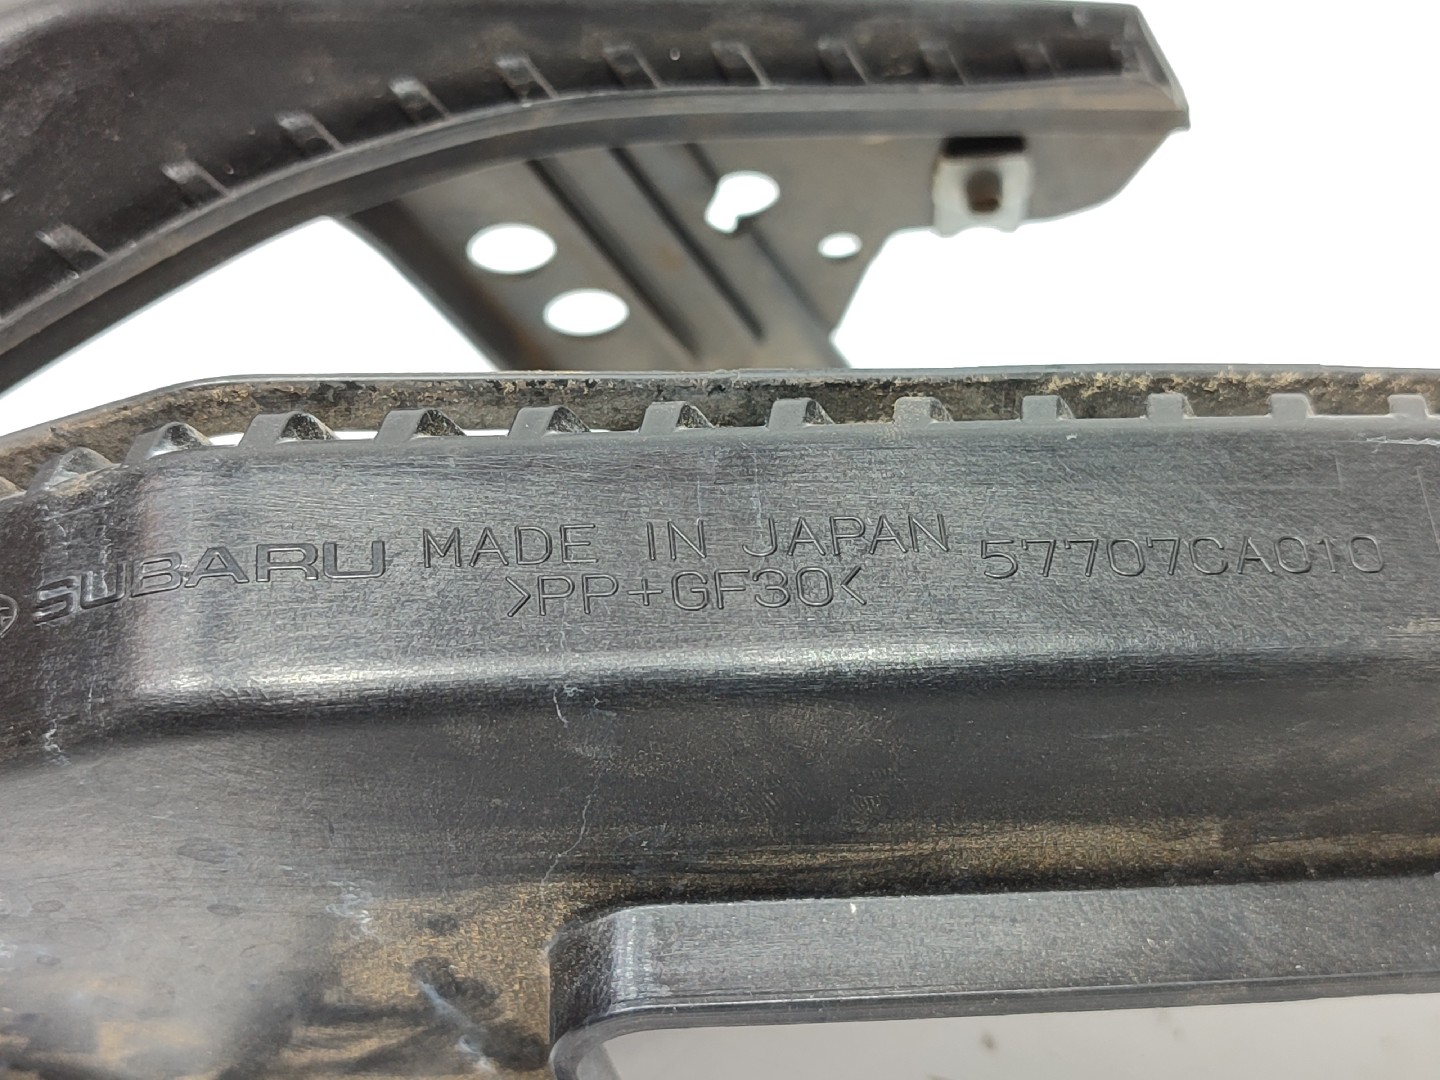 SUBARU MADE IN JAPAN 57707CA010
>PP+GF30<